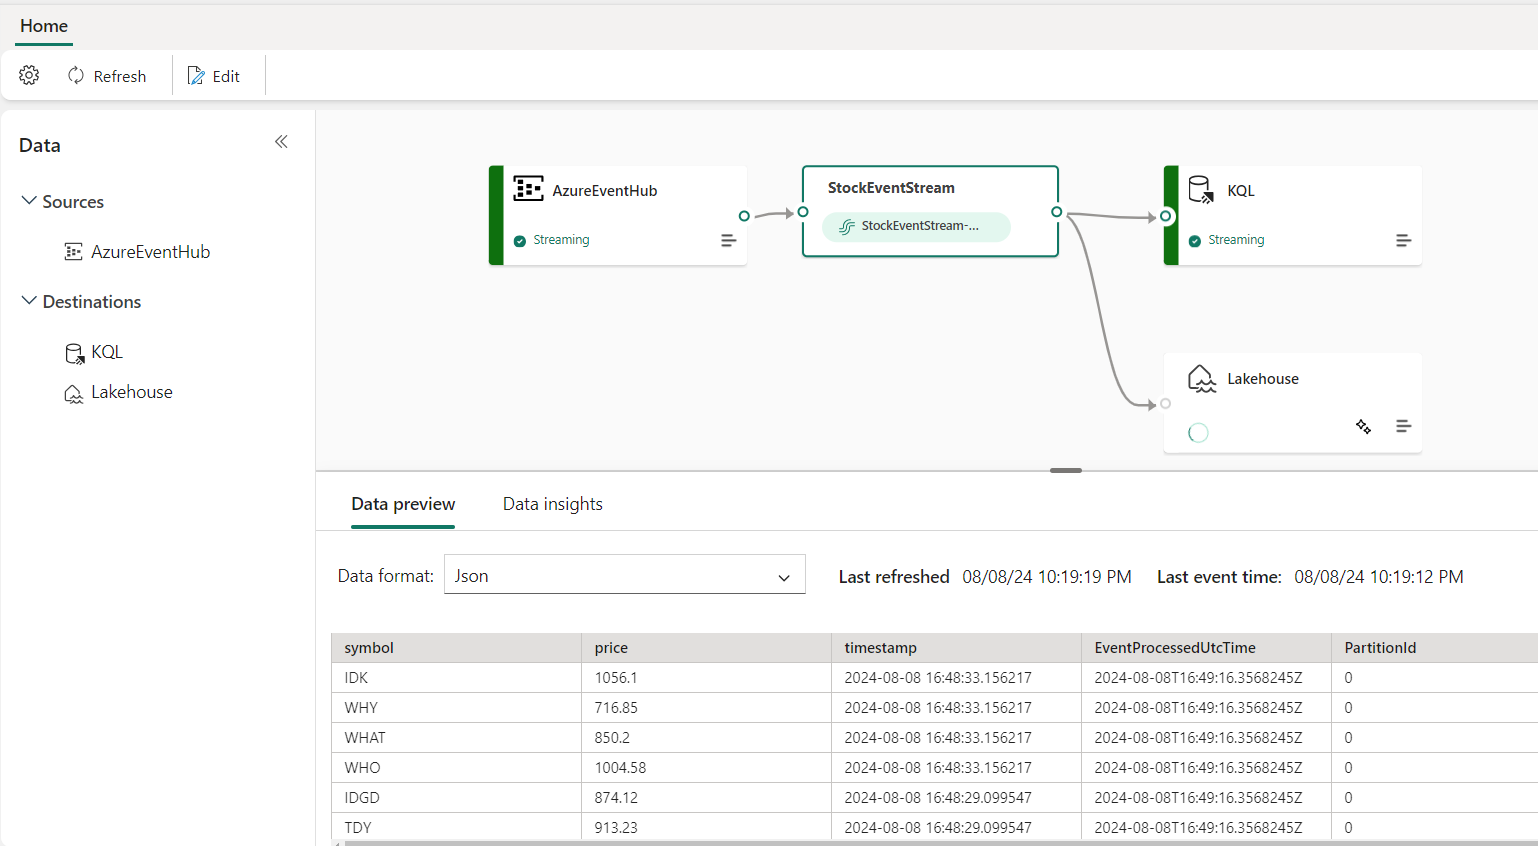 Home
Refresh Edit
Data
Sources
AzureEventHub
Destinations
KQL
Lakehouse
AzureEventHub
Streaming
StockEventStream
StockEventStream-...
KQL
Streaming
Lakehouse
Data preview Data insights
Data format: Json Last refreshed 08/08/24 10:19:19 PM Last event time: 08/08/24 10:19:12 PM
symbol price timestamp EventProcessedUtcTime PartitionId
IDK 1056.1 2024-08-08 16:48:33.156217 2024-08-08T16:49:16.3568245Z 0
WHY 716.85 2024-08-08 16:48:33.156217 2024-08-08T16:49:16.3568245Z 0
WHAT 850.2 2024-08-08 16:48:33.156217 2024-08-08T16:49:16.3568245Z 0
WHO 1004.58 2024-08-08 16:48:33.156217 2024-08-08T16:49:16.3568245Z 0
IDGD 874.12 2024-08-08 16:48:29.099547 2024-08-08T16:49:16.3568245Z 0
TDY 913.23 2024-08-08 16:48:29.099547 2024-08-08T16:49:16.3568245Z 0